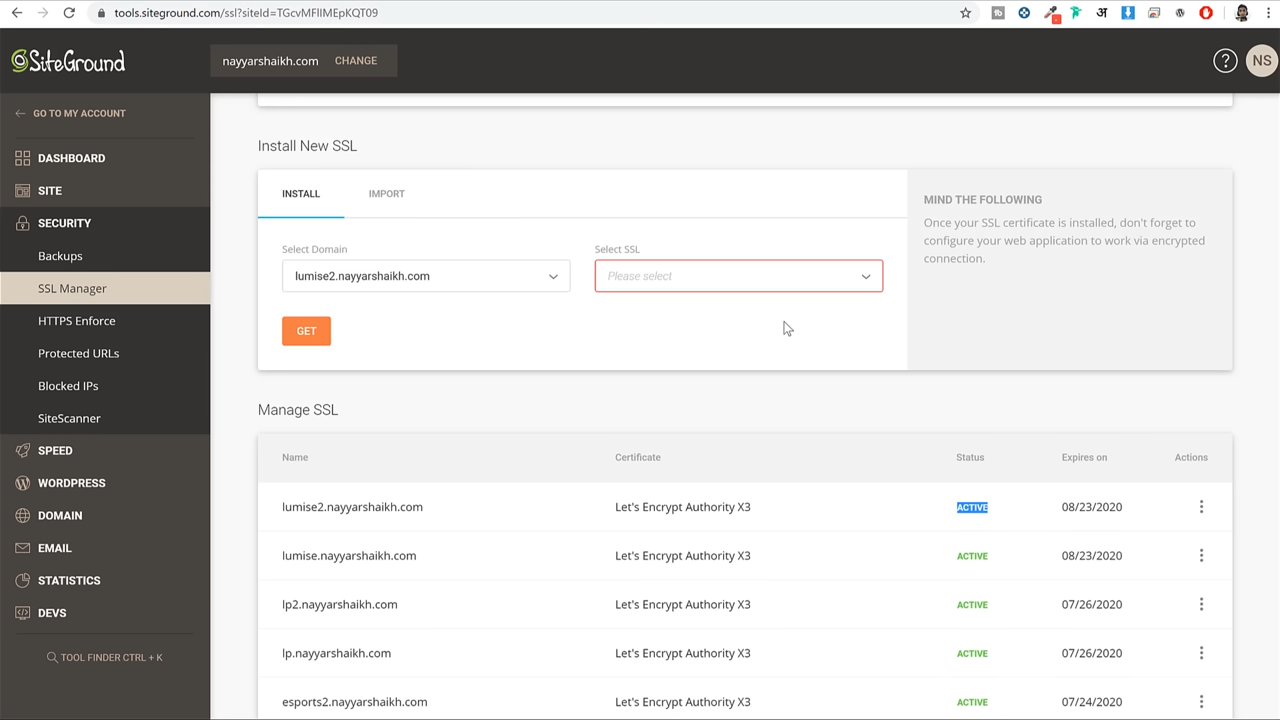 tools.siteground.com/ssl?siteId=TGcvMFlIMEpKQT09
SiteGround
nayyarshaikh.com CHANGE
? NS
GO TO MY ACCOUNT
DASHBOARD
SITE
SECURITY
Backups
SSL Manager
HTTPS Enforce
Protected URLs
Blocked IPs
SiteScanner
SPEED
WORDPRESS
DOMAIN
EMAIL
STATISTICS
DEVS
TOOL FINDER CTRL + K
Install New SSL
INSTALL IMPORT
Select Domain Select SSL
lumise2.nayyarshaikh.com Please select
GET
MIND THE FOLLOWING
Once your SSL certificate is installed, don't forget to
configure your web application to work via encrypted
connection.
Manage SSL
Name Certificate Status Expires on Actions
lumise2.nayyarshaikh.com Let's Encrypt Authority X3 ACTIVE 08/23/2020
lumise.nayyarshaikh.com Let's Encrypt Authority X3 ACTIVE 08/23/2020
lp2.nayyarshaikh.com Let's Encrypt Authority X3 ACTIVE 07/26/2020
lp.nayyarshaikh.com Let's Encrypt Authority X3 ACTIVE 07/26/2020
esports2.nayyarshaikh.com Let's Encrypt Authority X3 ACTIVE 07/24/2020